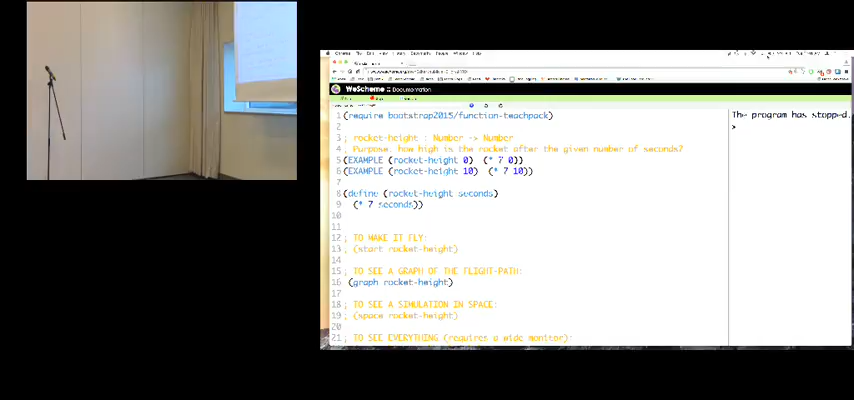 WeScheme :: Documentation
1 (require bootstrap2015/function-teachpack)
2
3 ; rocket-height : Number -> Number
4 ; Purpose: how high is the rocket after the given number of seconds?
5 (EXAMPLE (rocket-height 0) (* 7 0))
6 (EXAMPLE (rocket-height 10) (* 7 10))
7
8 (define (rocket-height seconds)
9 (* 7 seconds))
10
11
12 ; TO MAKE IT FLY:
13 ; (start rocket-height)
14
15 ; TO SEE A GRAPH OF THE FLIGHT-PATH:
16 (graph rocket-height)
17
18 ; TO SEE A SIMULATION IN SPACE:
19 ; (space rocket-height)
20
21 ; TO SEE EVERYTHING (requires a wide monitor):
The program has stopped.
>